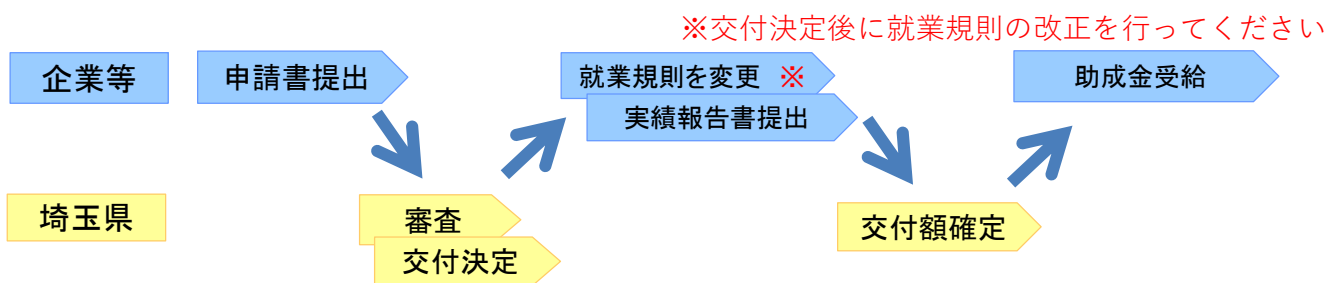 ※交付決定後に就業規則の改正を行ってください
企業等
申請書提出
就業規則を変更 ※
実績報告書提出
助成金受給
埼玉県
審査
交付決定
交付額確定